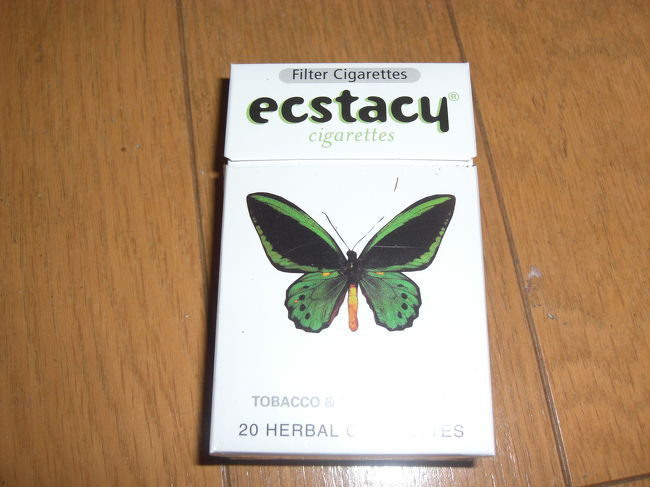 Filter Cigarettes
ecstacy®
cigarettes
TOBACCO &
20 HERBAL